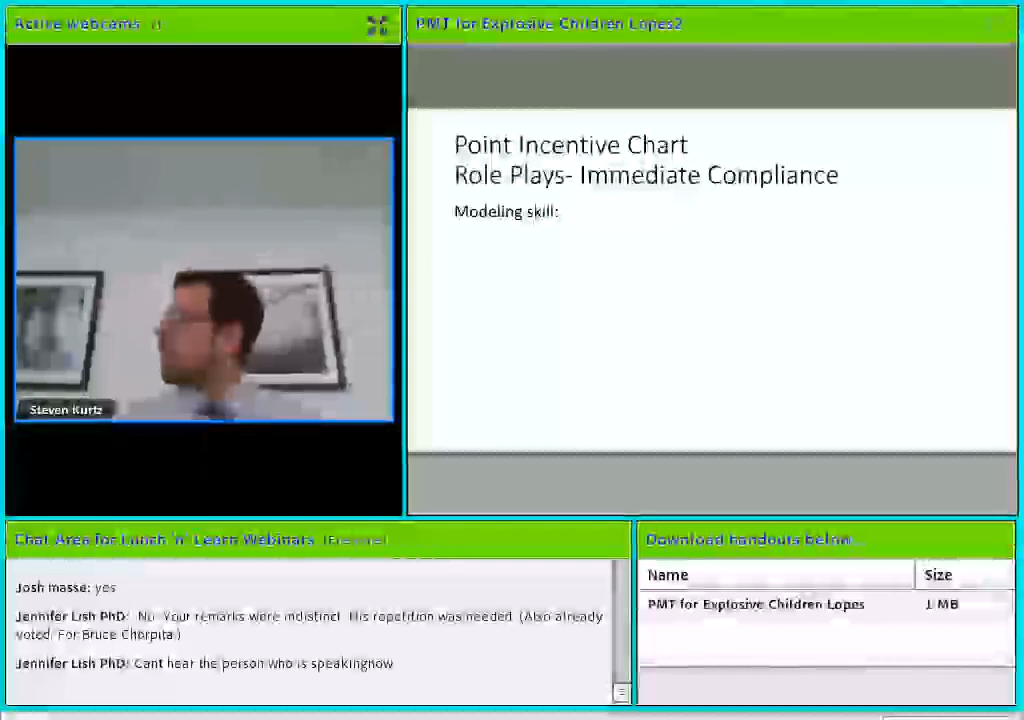 Active Webcams
PMT for Explosive Children Lopes2
Point Incentive Chart
Role Plays- Immediate Compliance
Modeling skill:
Steven Kurtz
Chat Area for Lunch 'n' Learn Webinars (Everyone)
Josh masse: yes
Jennifer Lish PhD: No. Your remarks were indistinct. His repetition was needed. (Also already
voted. For Bruce Chorpita.)
Jennifer Lish PhD: Cant hear the person who is speakingnow
Download handouts below...
Name Size
PMT for Explosive Children Lopes 1 MB